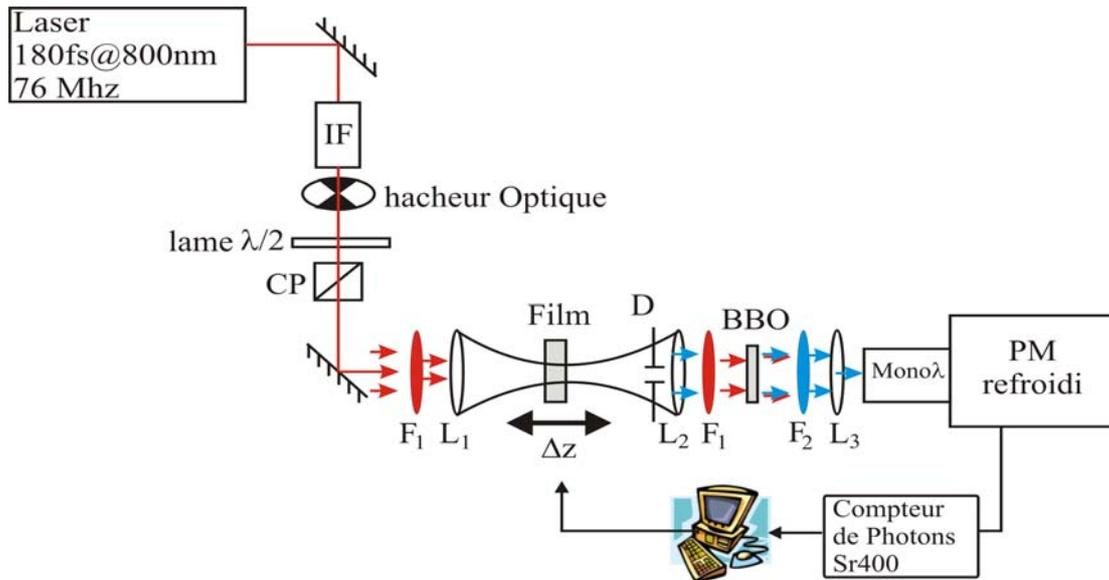 Laser
180fs@800nm
76 Mhz
IF
hacheur Optique
lame λ/2
CP
Film
D
BBO
F₁
L₁
Δz
L₂
F₁
F₂
L₃
Monoλ
PM
refroidi
Compteur
de Photons
Sr400